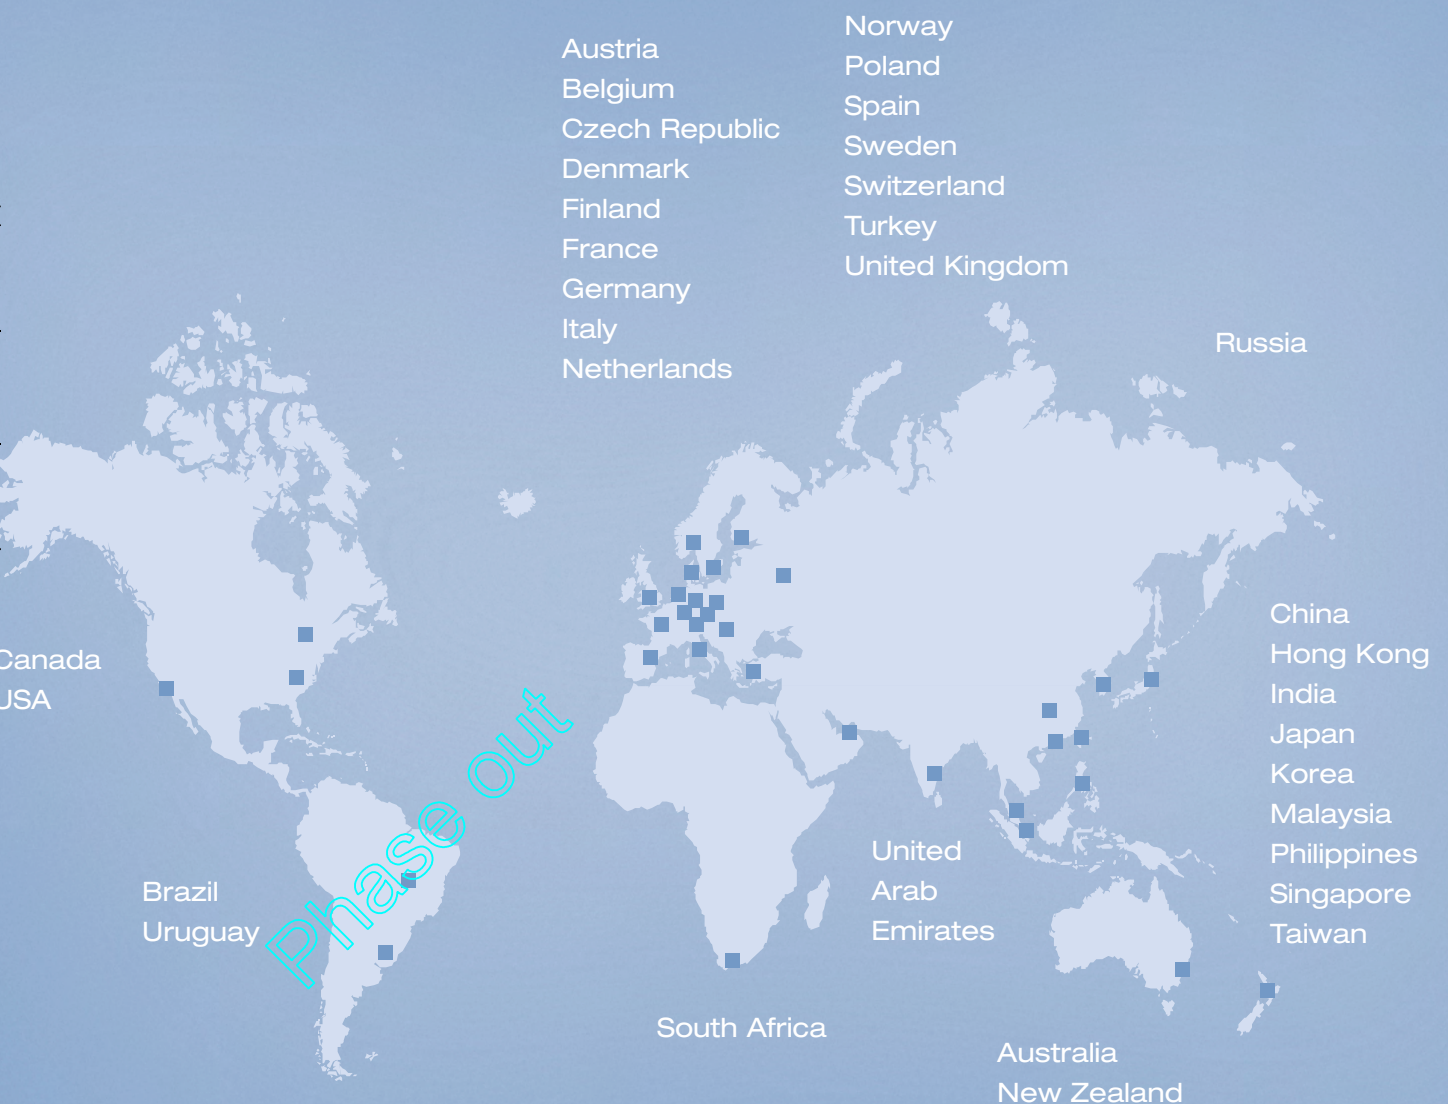 Austria
Belgium
Czech Republic
Denmark
Finland
France
Germany
Italy
Netherlands
Norway
Poland
Spain
Sweden
Switzerland
Turkey
United Kingdom
Russia
Canada
USA
China
Hong Kong
India
Japan
Korea
Malaysia
Philippines
Singapore
Taiwan
Brazil
Uruguay
Phase out
United
Arab
Emirates
South Africa
Australia
New Zealand